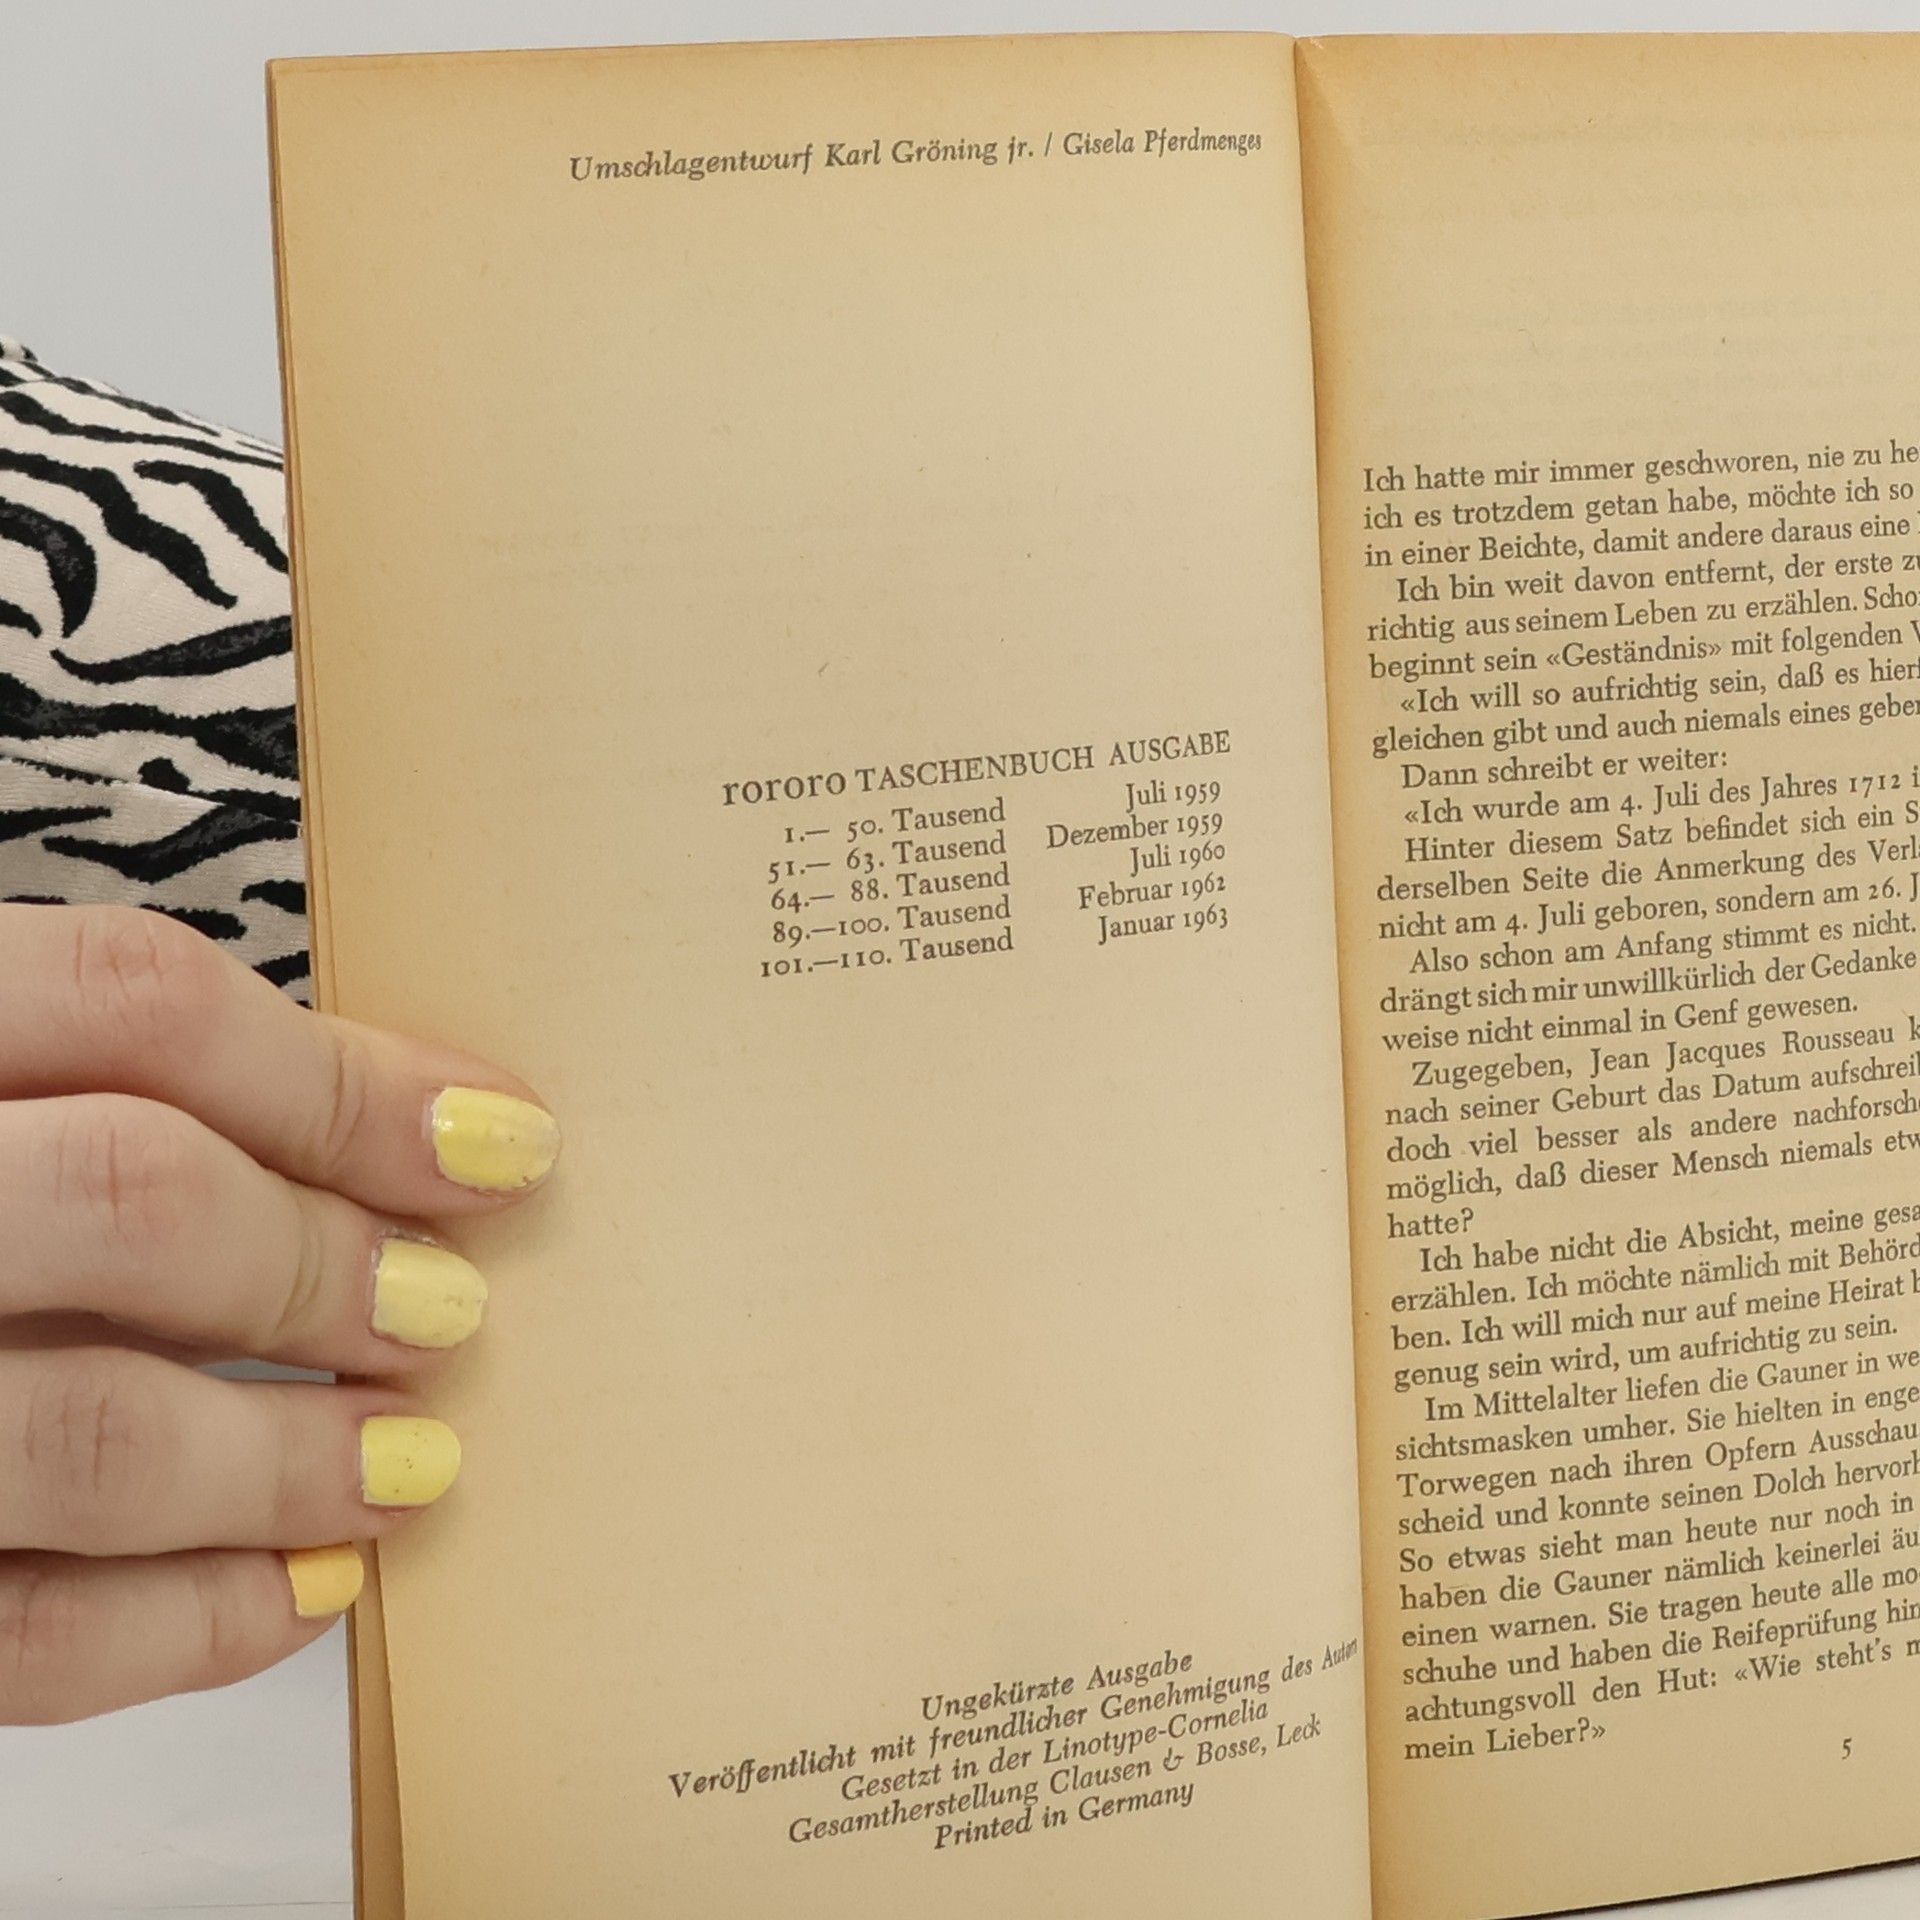 Umschlagentwurf Karl Gröning jr. / Gisela Pferdmenges
rororo TASCHENBUCH AUSGABE
1.— 50. Tausend Juli 1959
51.— 63. Tausend Dezember 1959
64.— 88. Tausend Juli 1960
89.—100. Tausend Februar 1962
101.—110. Tausend Januar 1963
Ungekürzte Ausgabe
Veröffentlicht mit freundlicher Genehmigung des Autors
Gesetzt in der Linotype-Cornelia
Gesamtherstellung Clausen & Bosse, Leck
Printed in Germany
Ich hatte mir immer geschworen, nie zu he
ich es trotzdem getan habe, möchte ich so
in einer Beichte, damit andere daraus eine
Ich bin weit davon entfernt, der erste zu
richtig aus seinem Leben zu erzählen. Scho
beginnt sein «Geständnis» mit folgenden
«Ich will so aufrichtig sein, daß es hier
gleichen gibt und auch niemals eines gebe
Dann schreibt er weiter:
«Ich wurde am 4. Juli des Jahres 1712 i
Hinter diesem Satz befindet sich ein S
derselben Seite die Anmerkung des Verl
nicht am 4. Juli geboren, sondern am 26. J
Also schon am Anfang stimmt es nicht.
drängt sich mir unwillkürlich der Gedanke
weise nicht einmal in Genf gewesen.
Zugegeben, Jean Jacques Rousseau k
nach seiner Geburt das Datum aufschrei
doch viel besser als andere nachforsch
möglich, daß dieser Mensch niemals etw
hatte?
Ich habe nicht die Absicht, meine gesa
erzählen. Ich möchte nämlich mit Behörd
ben. Ich will mich nur auf meine Heirat b
genug sein wird, um aufrichtig zu sein.
Im Mittelalter liefen die Gauner in we
sichtsmasken umher. Sie hielten in enge
Torwegen nach ihren Opfern Ausschau
scheid und konnte seinen Dolch hervor
So etwas sieht man heute nur noch in
haben die Gauner nämlich keinerlei äu
einen warnen. Sie tragen heute alle mo
schuhe und haben die Reifeprüfung hin
achtungsvoll den Hut: «Wie steht's m
mein Lieber?»
5